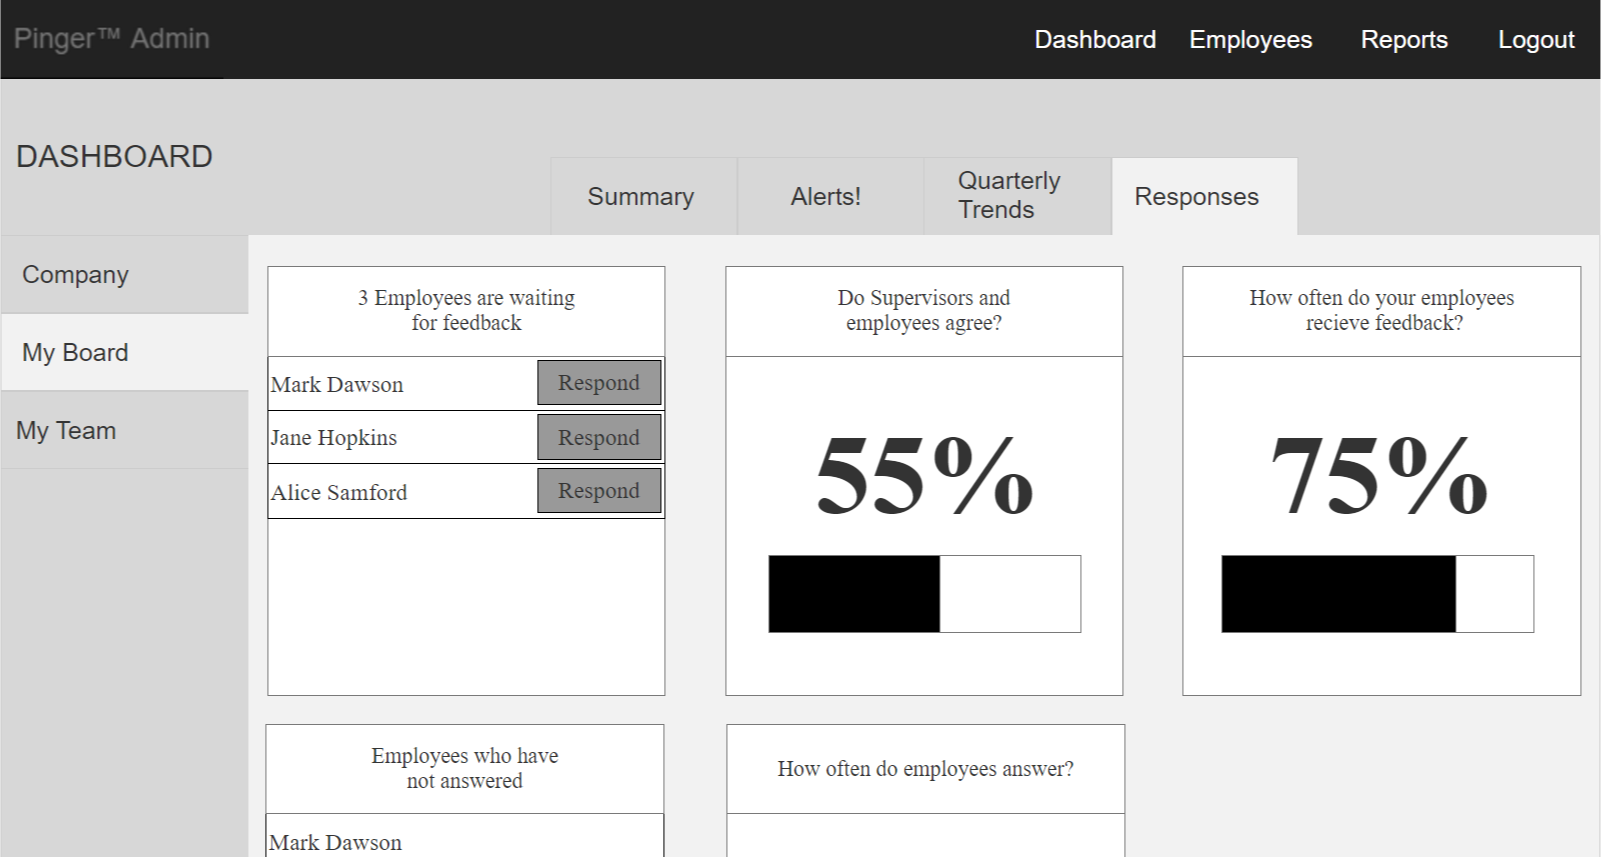 Pinger™ Admin
Dashboard
Employees
Reports
Logout
DASHBOARD
Summary
Alerts!
Quarterly
Trends
Responses
Company
My Board
My Team
3 Employees are waiting
for feedback
Mark Dawson
Respond
Jane Hopkins
Respond
Alice Samford
Respond
Do Supervisors and
employees agree?
55%
How often do your employees
recieve feedback?
75%
Employees who have
not answered
Mark Dawson
How often do employees answer?